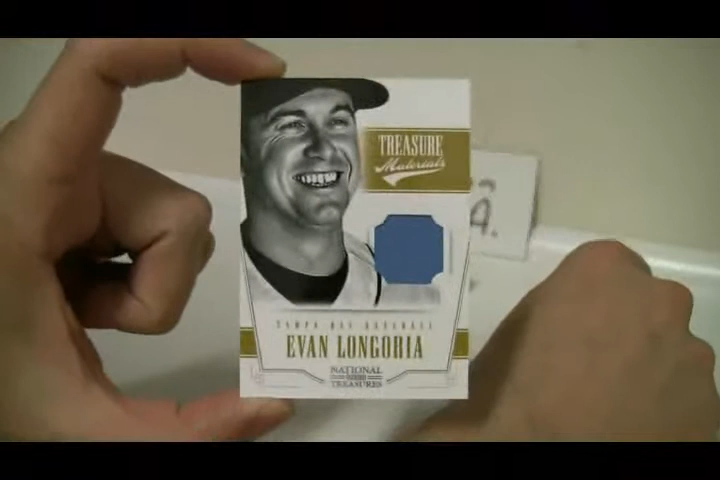 TREASURE
Materials
A.
TAMPA BAY BASEBALL
EVAN LONGORIA
NATIONAL
TREASURES